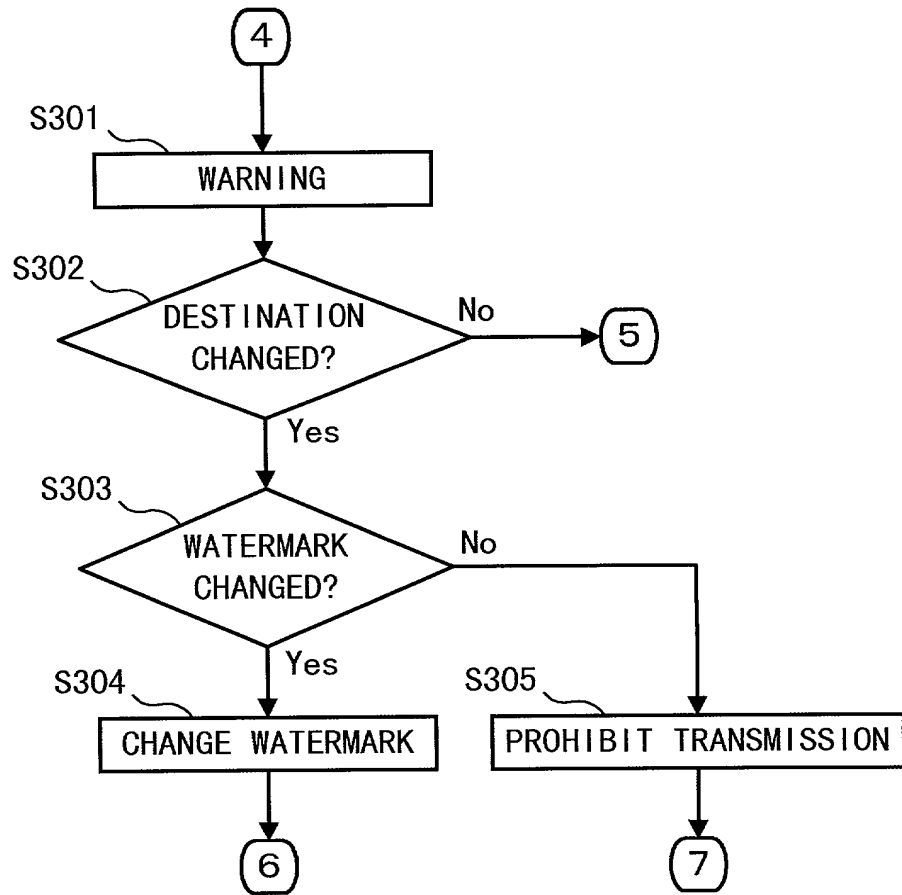 4
S301
WARNING
S302
DESTINATION
CHANGED?
No
5
Yes
S303
WATERMARK
CHANGED?
No
Yes
S304
CHANGE WATERMARK
S305
PROHIBIT TRANSMISSION
6
7